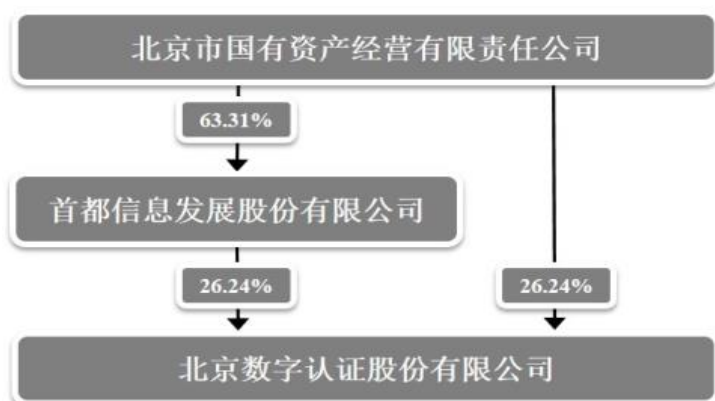 北京市国有资产经营有限责任公司
63.31%
首都信息发展股份有限公司
26.24%
26.24%
北京数字认证股份有限公司